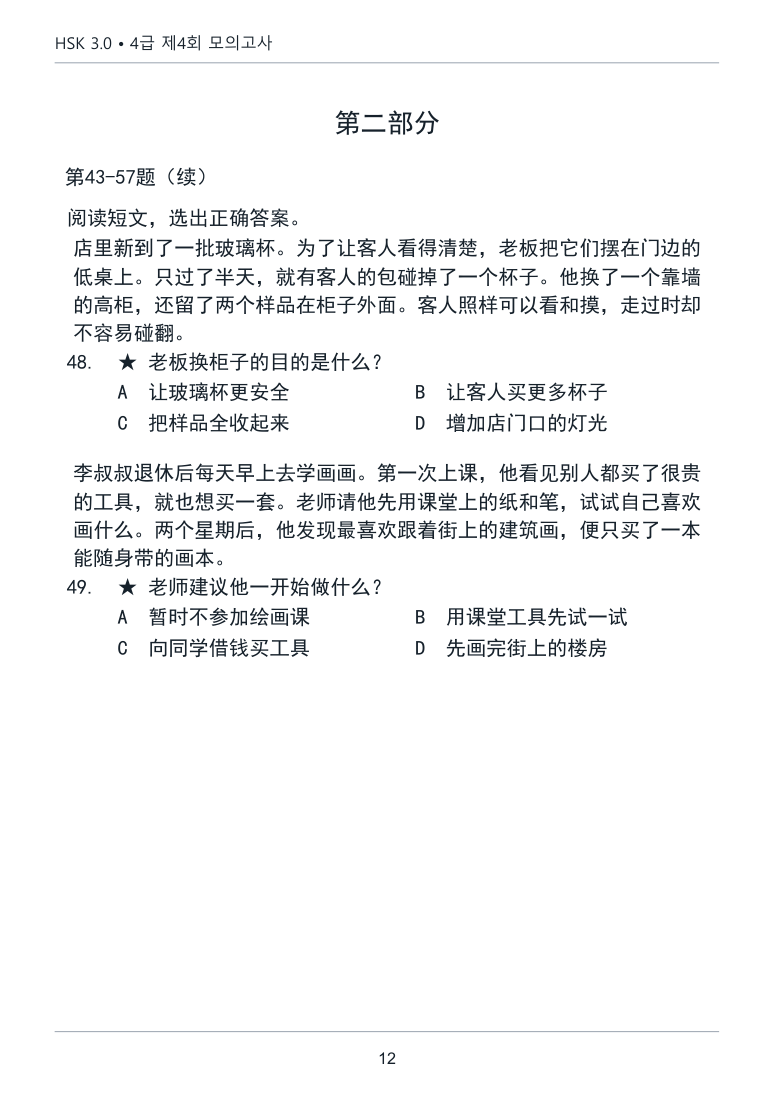 HSK 3.0 • 4급 제4회 모의고사
第二部分
第43-57题（续）
阅读短文，选出正确答案。
店里新到了一批玻璃杯。为了让客人看得清楚，老板把它们摆在门边的
低桌上。只过了半天，就有客人的包碰掉了一个杯子。他换了一个靠墙
的高柜，还留了两个样品在柜子外面。客人照样可以看和摸，走过时却
不容易碰翻。
48. ★ 老板换柜子的目的是什么？
A 让玻璃杯更安全 B 让客人买更多杯子
C 把样品全收起来 D 增加店门口的灯光
李叔叔退休后每天早上去学画画。第一次上课，他看见别人都买了很贵
的工具，就也想买一套。老师请他先用课堂上的纸和笔，试试自己喜欢
画什么。两个星期后，他发现最喜欢跟着街上的建筑画，便只买了一本
能随身带的画本。
49. ★ 老师建议他一开始做什么？
A 暂时不参加绘画课 B 用课堂工具先试一试
C 向同学借钱买工具 D 先画完街上的楼房
12